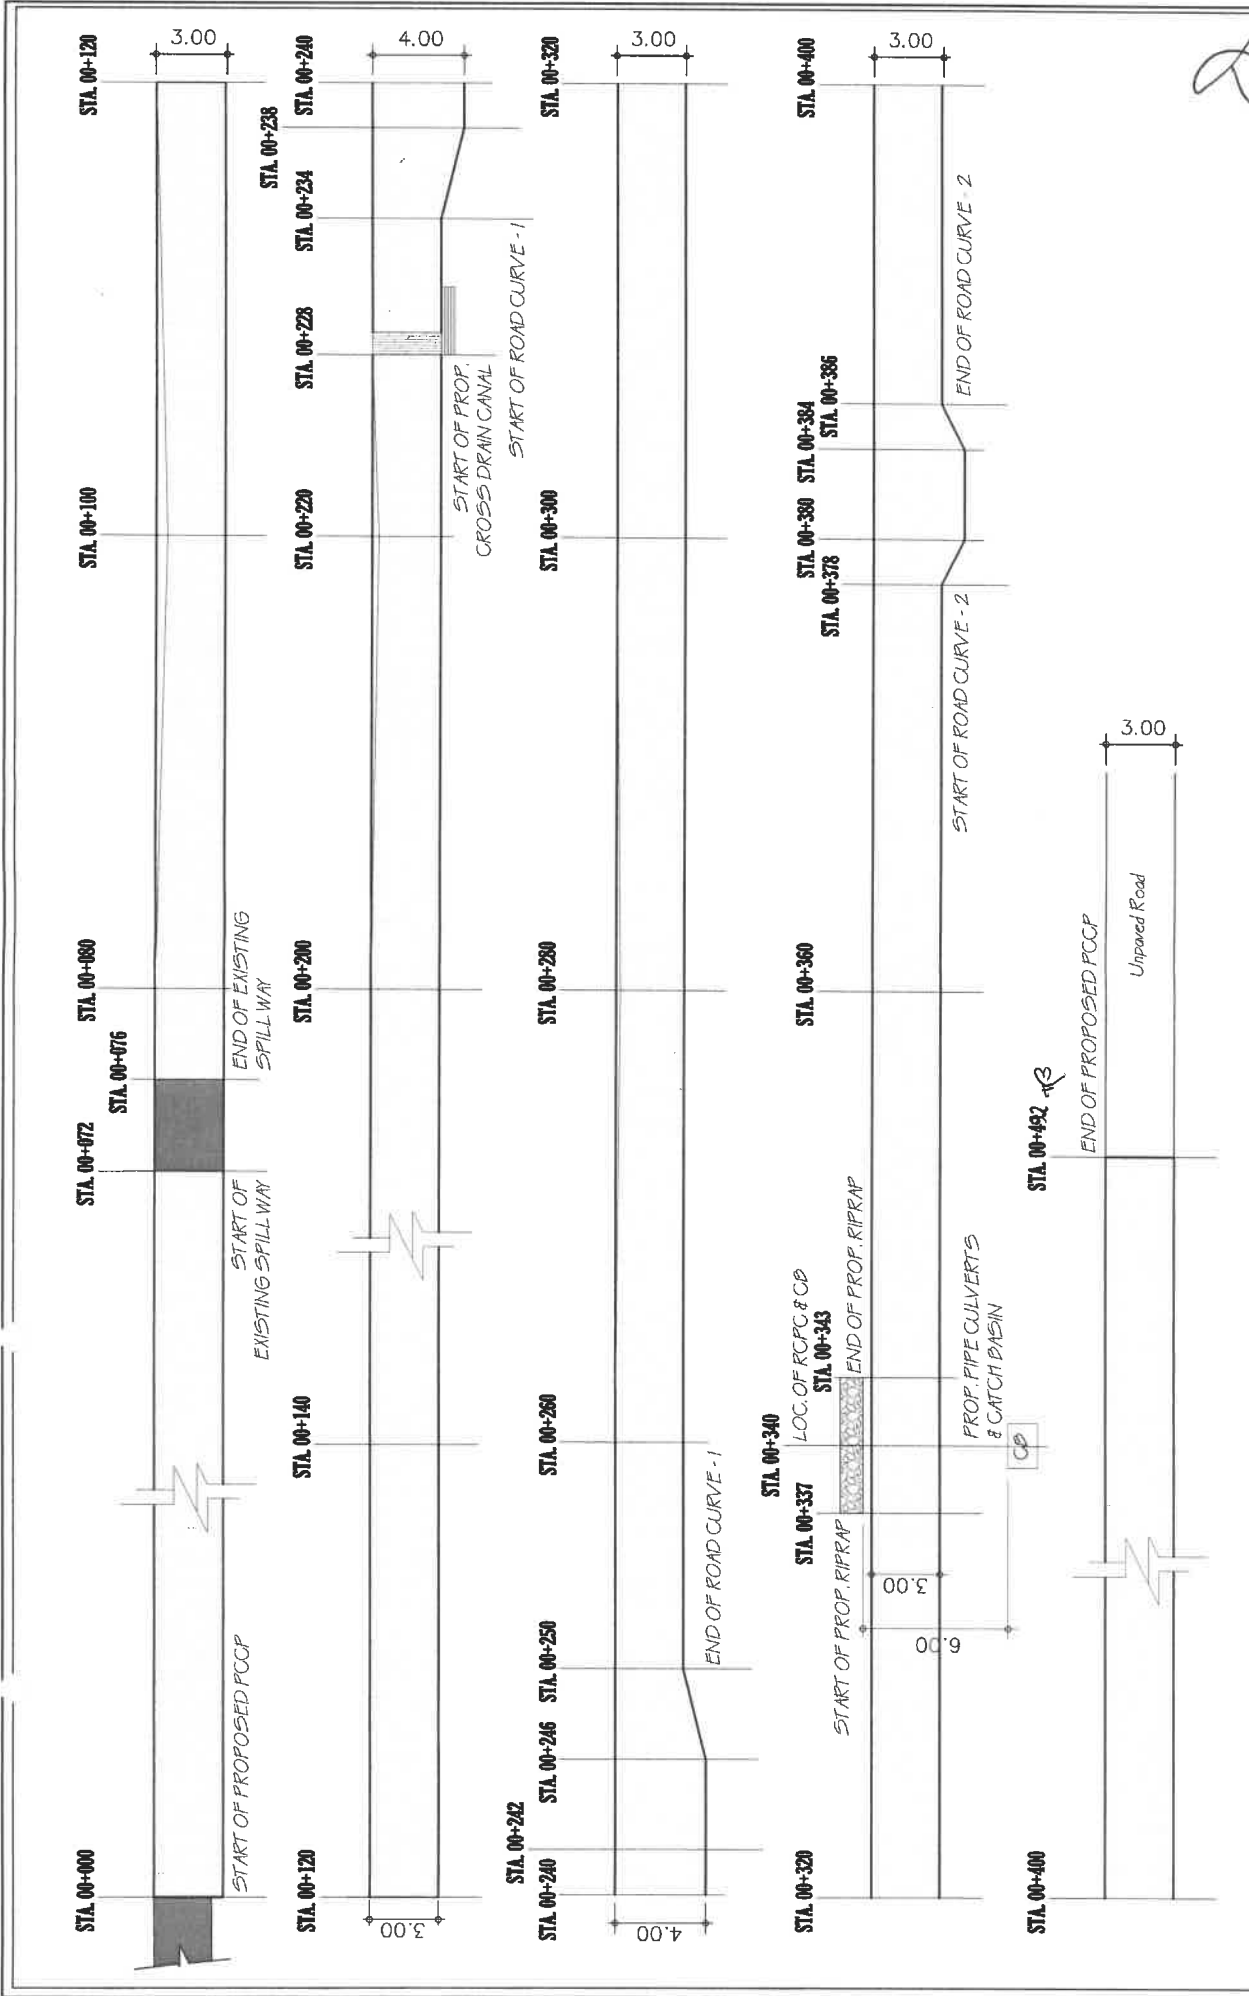 STA. 00+000
STA. 00+072
STA. 00+076
STA. 00+080
STA. 00+100
STA. 00+120
3.00
START OF PROPOSED PCCP
START OF
EXISTING SPILLWAY
END OF EXISTING
SPILLWAY
STA. 00+120
STA. 00+140
STA. 00+200
STA. 00+220
STA. 00+228
STA. 00+234
STA. 00+238
STA. 00+240
3.00
4.00
START OF PROP.
CROSS DRAIN CANAL
START OF ROAD CURVE - 1
STA. 00+240
STA. 00+242
STA. 00+246
STA. 00+250
STA. 00+260
STA. 00+280
STA. 00+300
STA. 00+320
4.00
3.00
END OF ROAD CURVE - 1
STA. 00+320
STA. 00+337
STA. 00+340
STA. 00+343
STA. 00+360
STA. 00+378
STA. 00+380
STA. 00+384
STA. 00+386
STA. 00+400
START OF PROP. RIPRAP
LOC. OF RCPC & CB
END OF PROP. RIPRAP
3.00
6.00
3.00
PROP. PIPE CULVERTS
& CATCH BASIN
CB
START OF ROAD CURVE - 2
END OF ROAD CURVE - 2
STA. 00+400
STA. 00+492
END OF PROPOSED PCCP
Unpaved Road
3.00